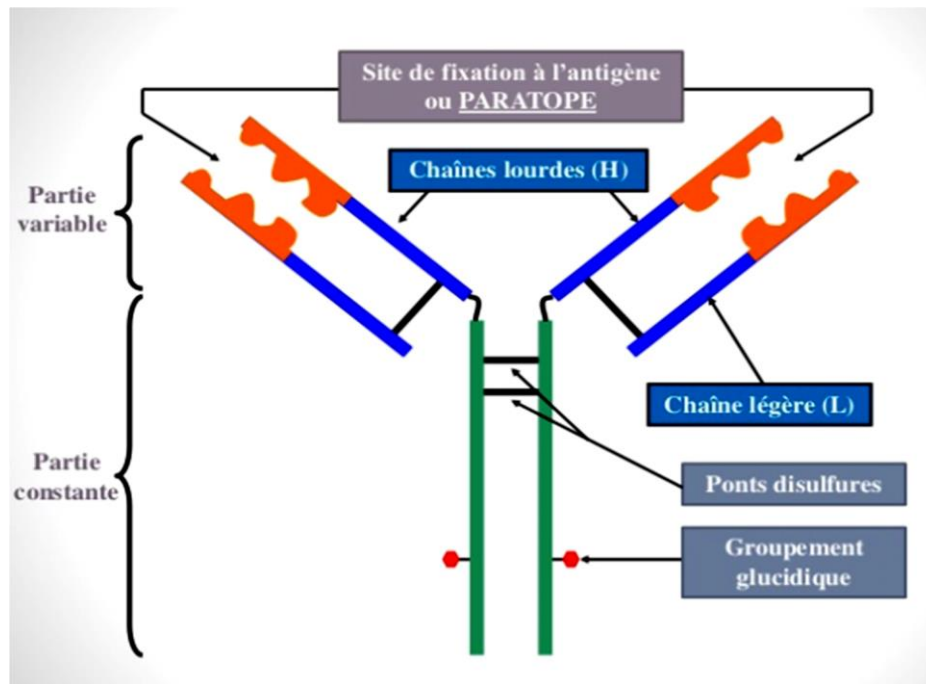 Site de fixation à l'antigène
ou PARATOPE
Chaînes lourdes (H)
Partie
variable
Chaîne légère (L)
Partie
constante
Ponts disulfures
Groupement
glucidique